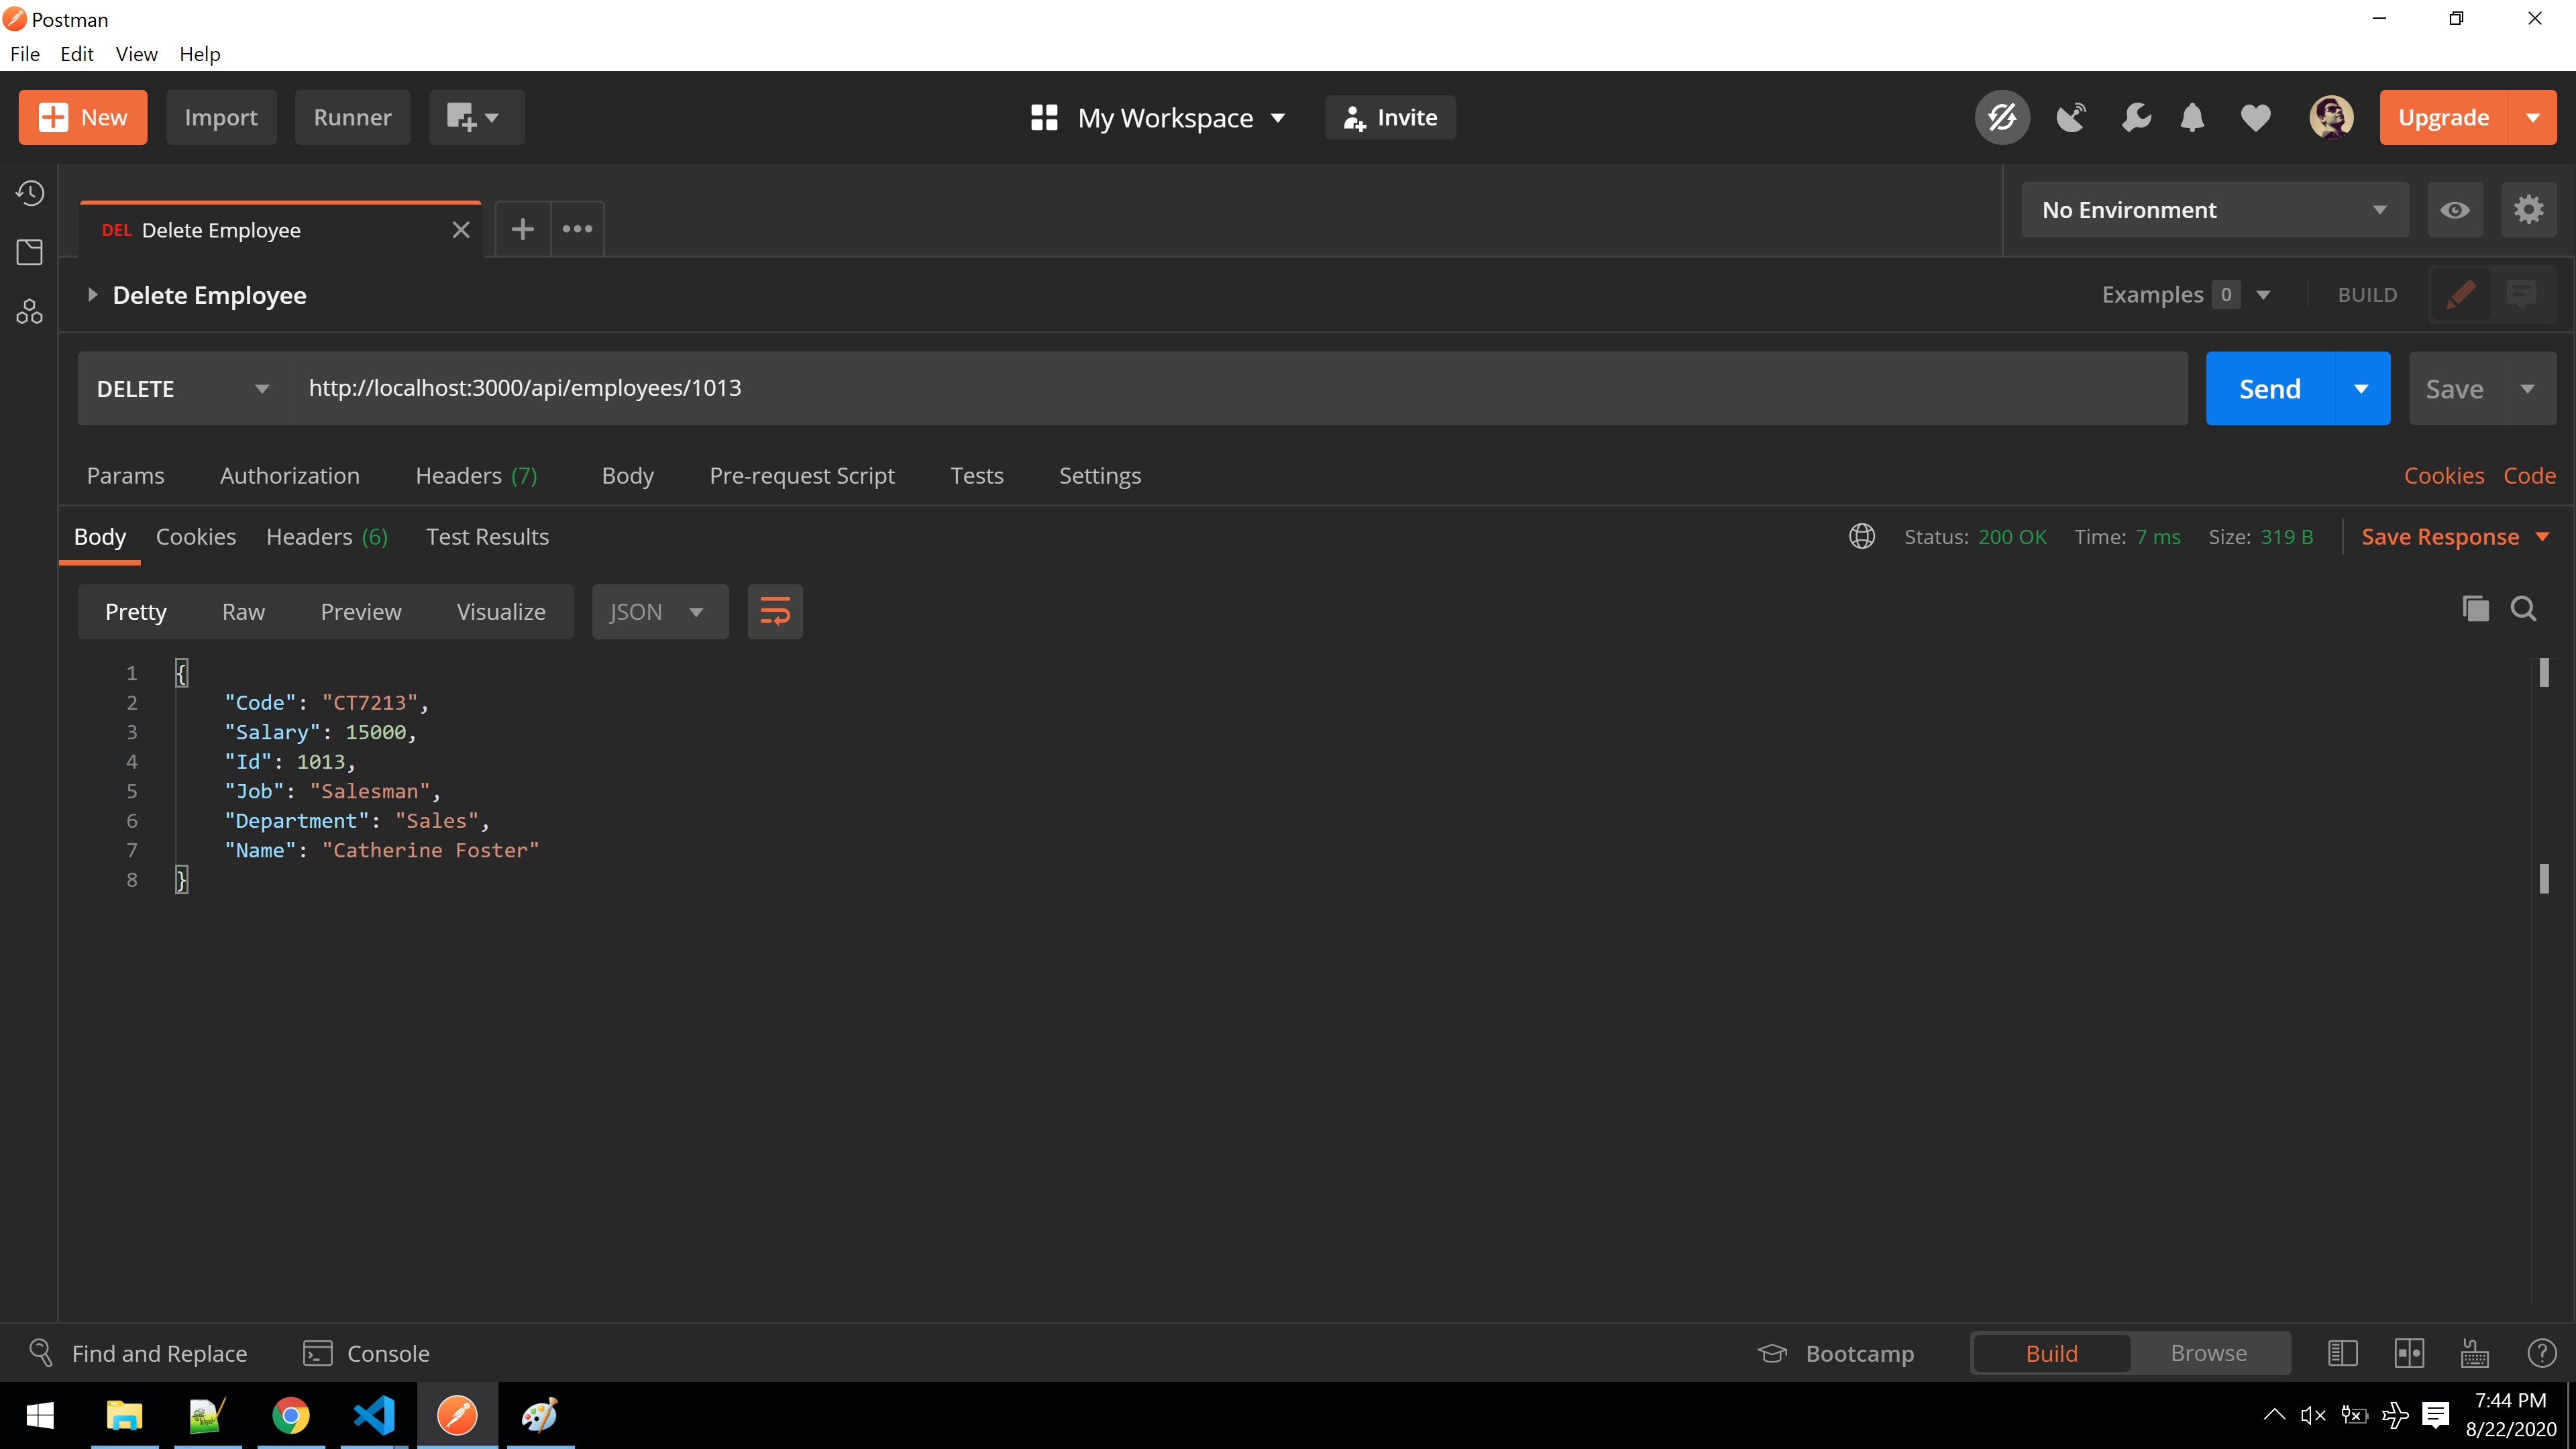 Postman
File Edit View Help
New Import Runner My Workspace Invite Upgrade
DEL Delete Employee No Environment
Delete Employee Examples 0 BUILD
DELETE http://localhost:3000/api/employees/1013 Send Save
Params Authorization Headers (7) Body Pre-request Script Tests Settings Cookies Code
Body Cookies Headers (6) Test Results Status: 200 OK Time: 7 ms Size: 319 B Save Response
Pretty Raw Preview Visualize JSON
1 {
2 "Code": "CT7213",
3 "Salary": 15000,
4 "Id": 1013,
5 "Job": "Salesman",
6 "Department": "Sales",
7 "Name": "Catherine Foster"
8 }
Find and Replace Console Bootcamp Build Browse
7:44 PM
8/22/2020